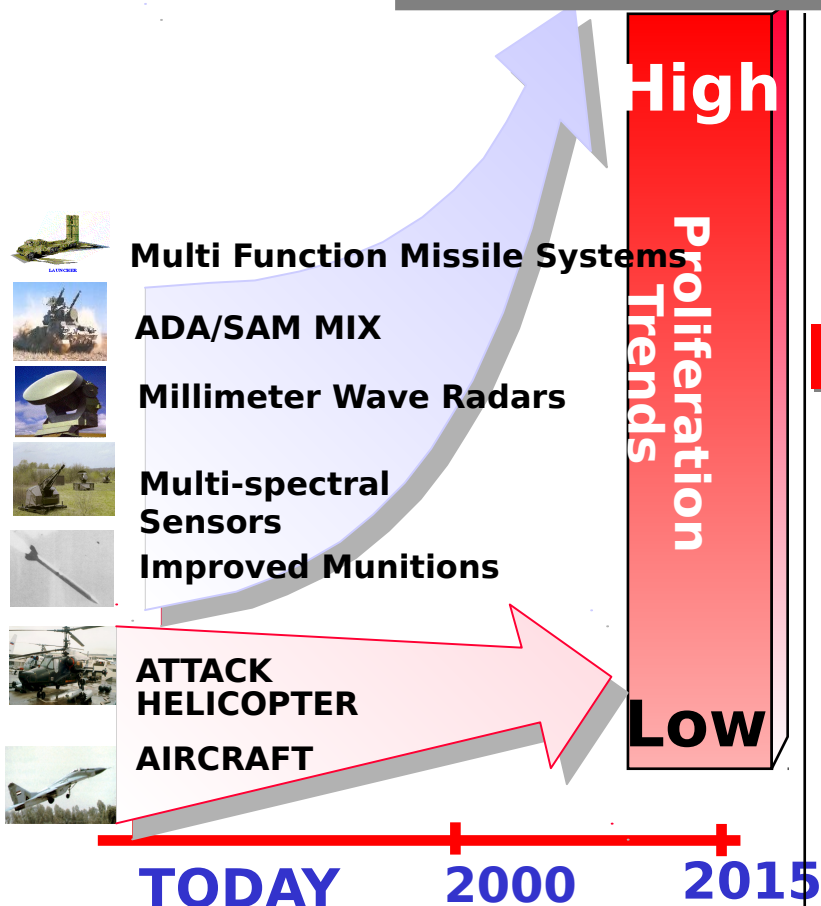 High
LAUNCHER
Multi Function Missile Systems
ADA/SAM MIX
Millimeter Wave Radars
Multi-spectral
Sensors
Improved Munitions
Proliferation
Trends
ATTACK
HELICOPTER
AIRCRAFT
Low
TODAY
2000
2015